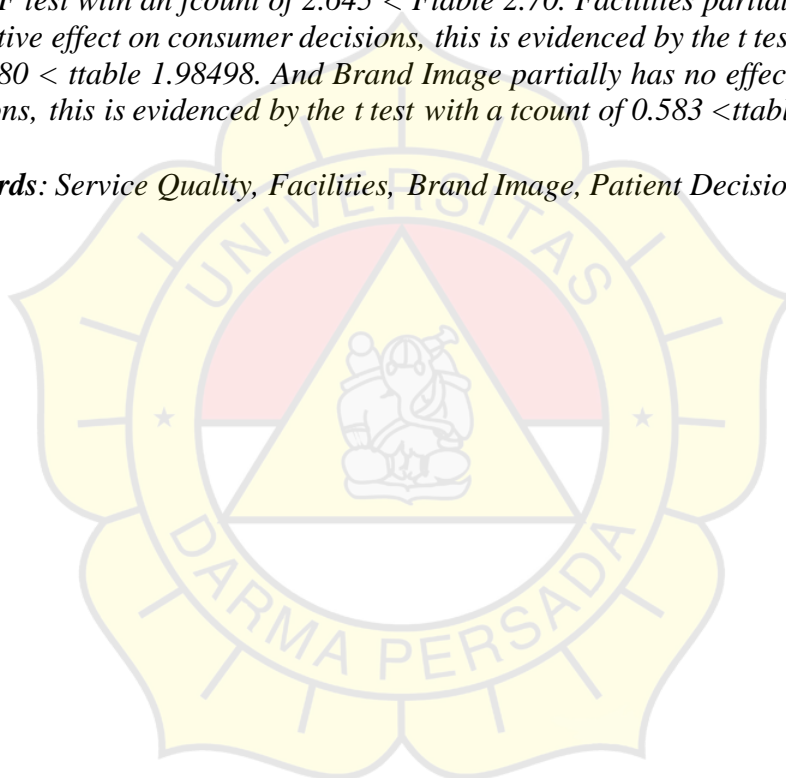 F test with an fcount of 2.645 < Ftable 2.70. Facilities partia
tive effect on consumer decisions, this is evidenced by the t tes
80 < ttable 1.98498. And Brand Image partially has no effec
ons, this is evidenced by the t test with a tcount of 0.583 <ttabl
rds: Service Quality, Facilities, Brand Image, Patient Decisio
UNIVERSITAS
DARMA PERSADA